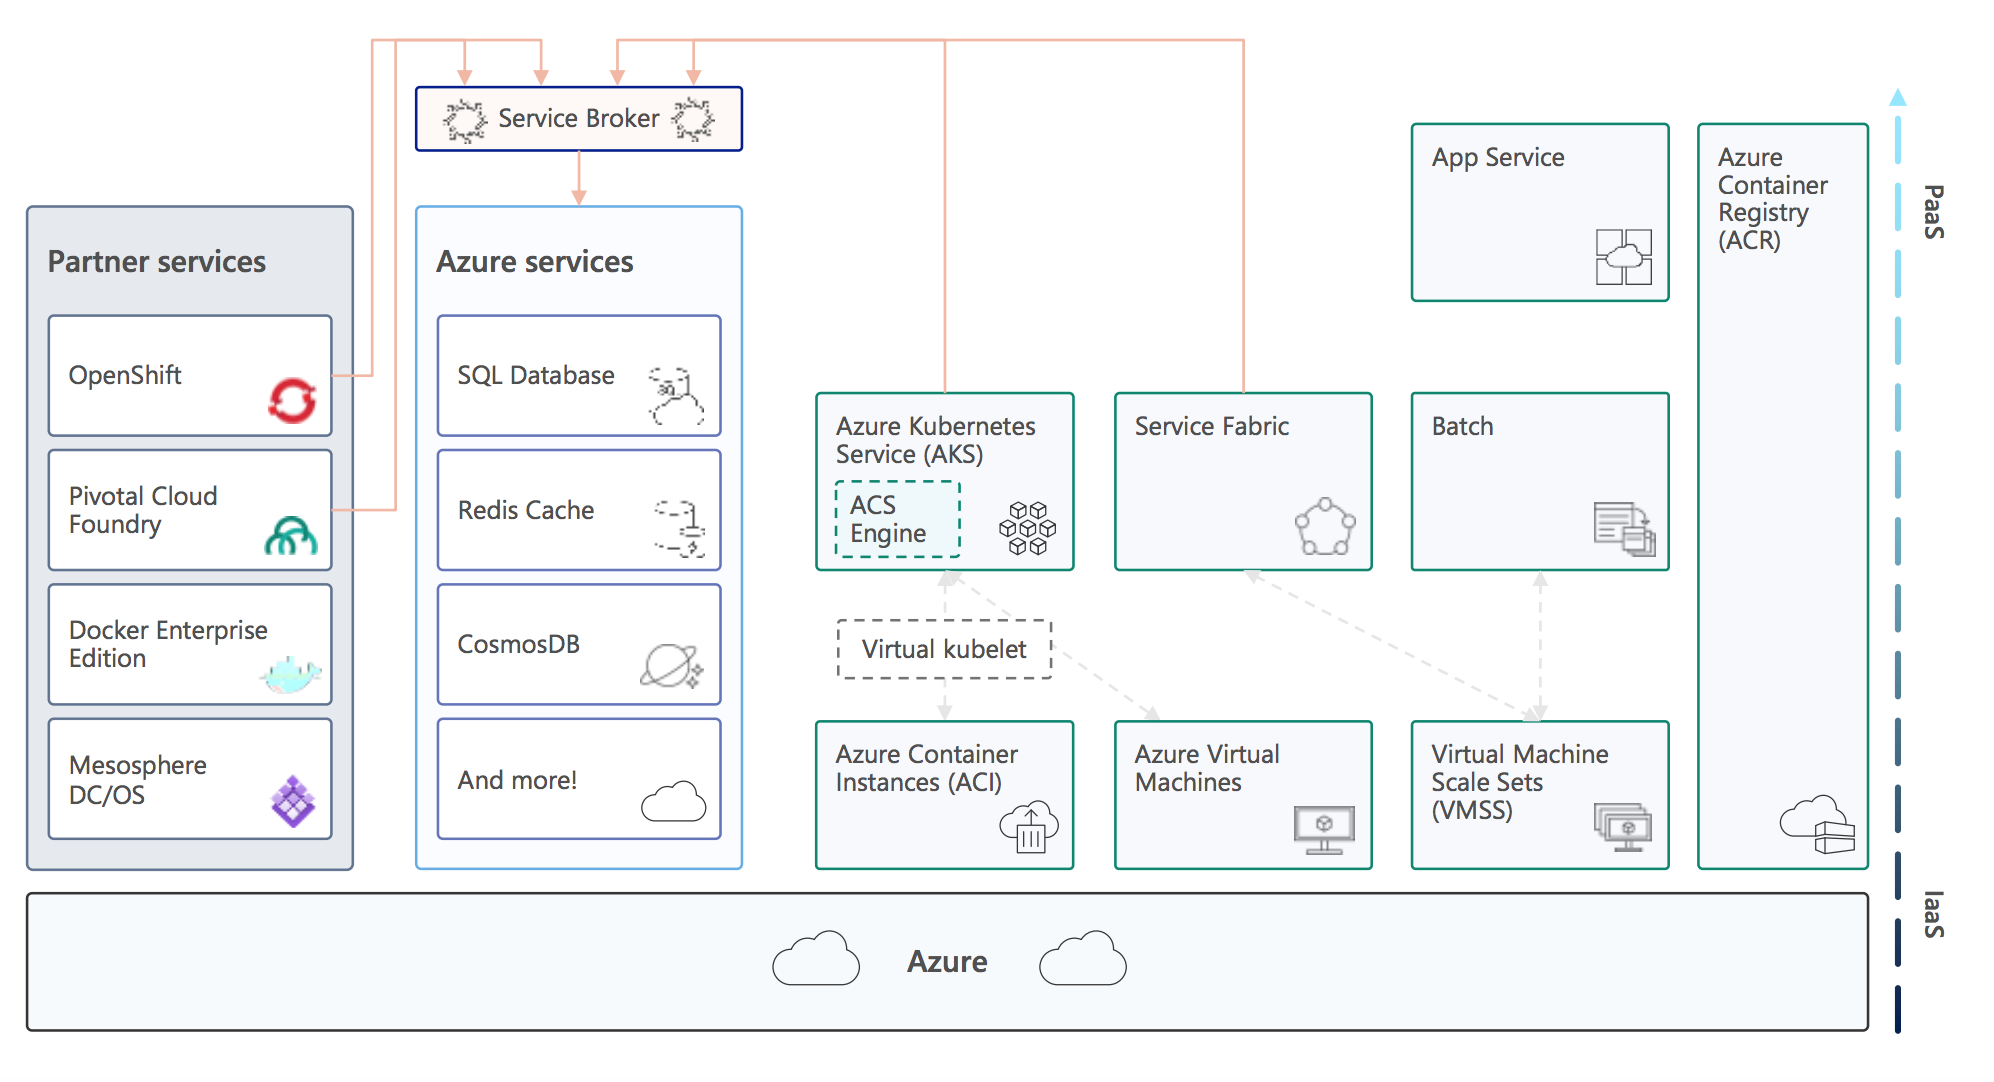 Service Broker
Partner services
OpenShift
Pivotal Cloud
Foundry
Docker Enterprise
Edition
Mesosphere
DC/OS
Azure services
SQL Database
Redis Cache
CosmosDB
And more!
Azure Kubernetes
Service (AKS)
ACS
Engine
Virtual kubelet
Azure Container
Instances (ACI)
Service Fabric
Azure Virtual
Machines
App Service
Batch
Virtual Machine
Scale Sets
(VMSS)
Azure
Container
Registry
(ACR)
PaaS
IaaS
Azure